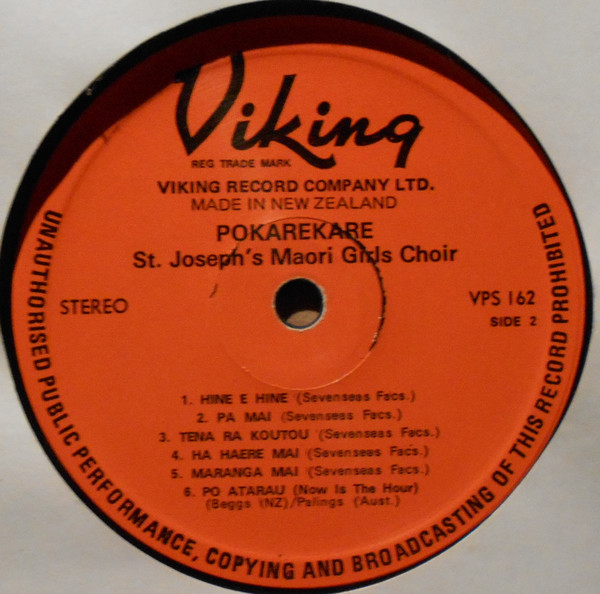 Viking
REG TRADE MARK
VIKING RECORD COMPANY LTD.
MADE IN NEW ZEALAND
POKAREKARE
St. Joseph's Maori Girls Choir
STEREO
VPS 162
SIDE 2
1. HINE E HINE (Sevenseas Facs.)
2. PA MAI (Sevenseas Facs.)
3. TENA RA KOUTOU (Sevenseas Facs.)
4. HA HAERE MAI (Sevenseas Facs.)
5. MARANGA MAI (Sevenseas Facs.)
6. PO ATARAU (Now Is The Hour)
(Beggs (NZ)/Palings (Aust.)
UNAUTHORISED PUBLIC PERFORMANCE, COPYING AND BROADCASTING OF THIS RECORD PROHIBITED